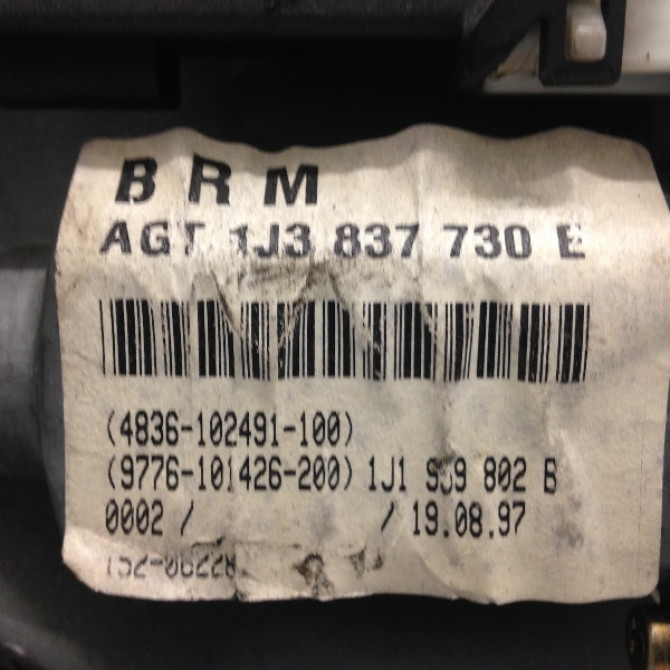 BRM
AGT 1J3 837 730 E
(4836-102491-100)
(9776-101426-200) 1J1 959 802 B
0002 / / 19.08.97